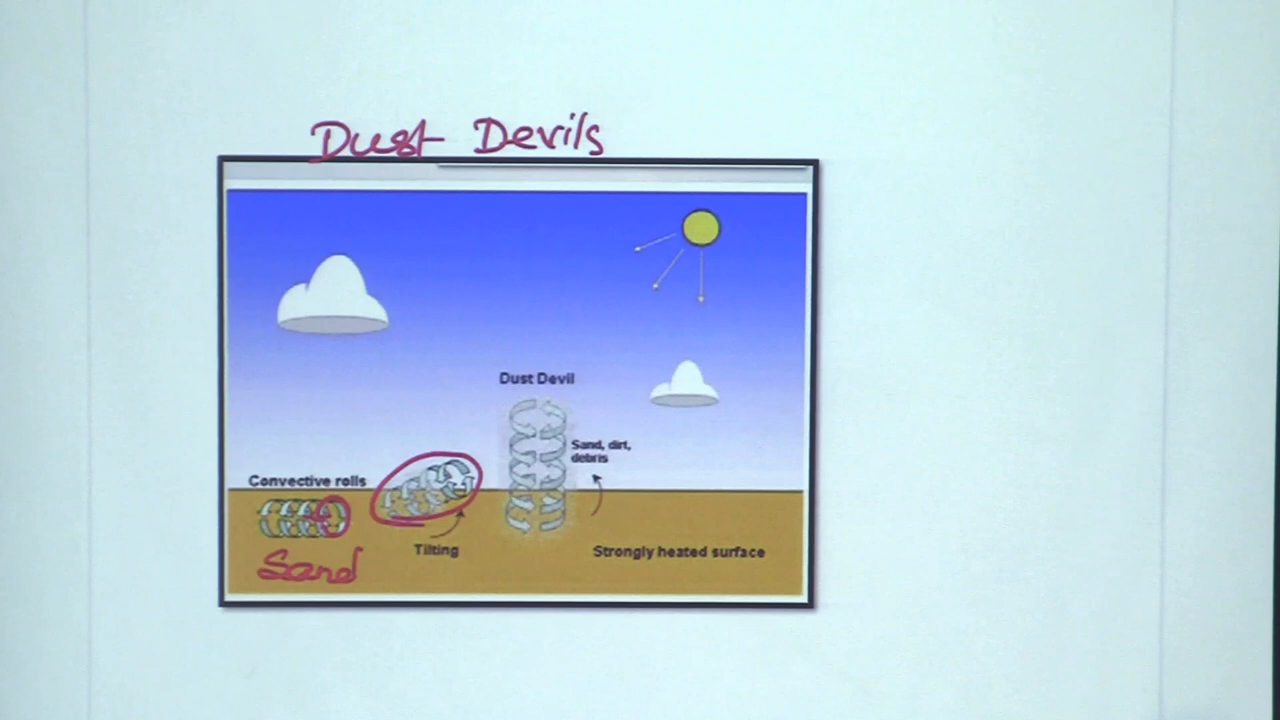 Dust Devils
Dust Devil
Sand, dirt,
debris
Convective rolls
Tilting
Strongly heated surface
Sand